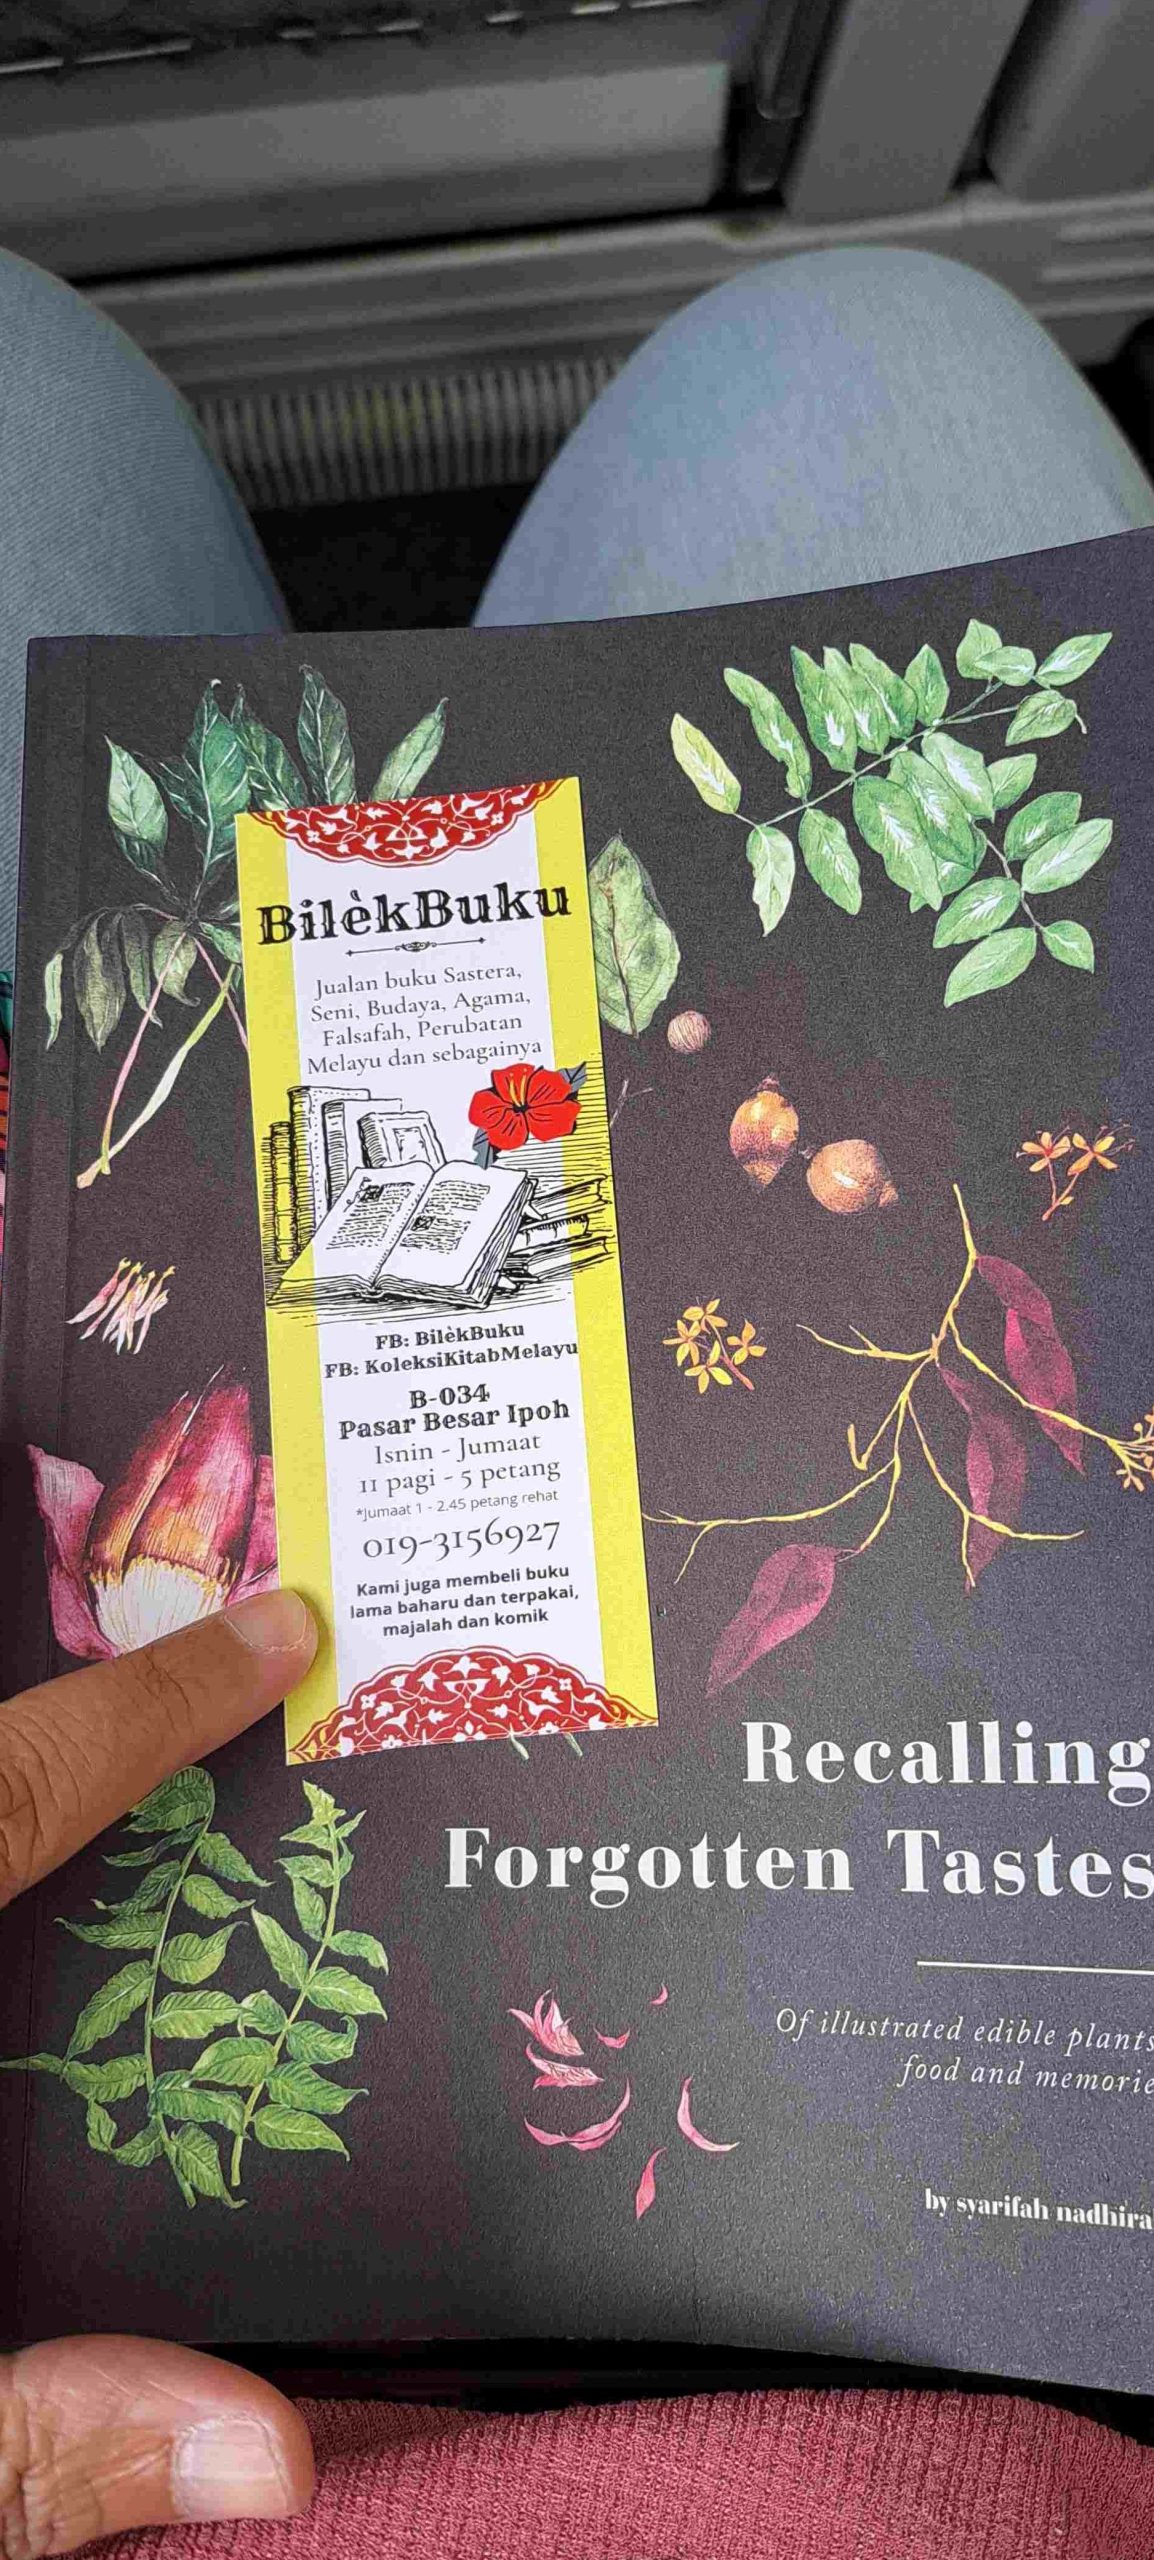 BilèkBuku
Jualan buku Sastera,
Seni, Budaya, Agama,
Falsafah, Perubatan
Melayu dan sebagainya
FB: BilèkBuku
FB: KoleksiKitabMelayu
B-034
Pasar Besar Ipoh
Isnin - Jumaat
11 pagi - 5 petang
*Jumaat 1 - 2.45 petang rehat
019-3156927
Kami juga membeli buku
lama baharu dan terpakai,
majalah dan komik
Recalling
Forgotten Tastes
Of illustrated edible plants
food and memorie
by syarifah nadhira